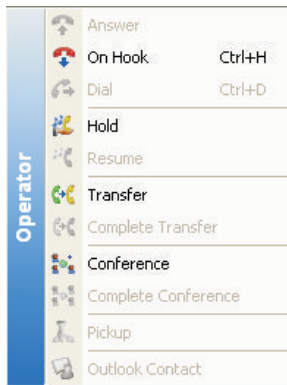 Operator
Answer
On Hook Ctrl+H
Dial Ctrl+D
Hold
Resume
Transfer
Complete Transfer
Conference
Complete Conference
Pickup
Outlook Contact